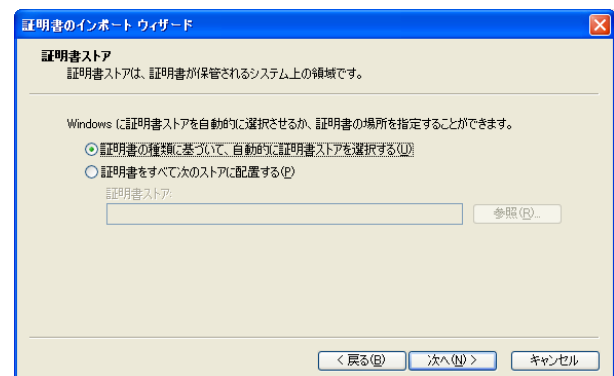 証明書のインポート ウィザード
証明書ストア
証明書ストアは、証明書が保管されるシステム上の領域です。
Windows に証明書ストアを自動的に選択させるか、証明書の場所を指定することができます。
証明書の種類に基づいて、自動的に証明書ストアを選択する(U)
証明書をすべて次のストアに配置する(P)
証明書ストア:
参照(R)...
< 戻る(B)
次へ(N) >
キャンセル